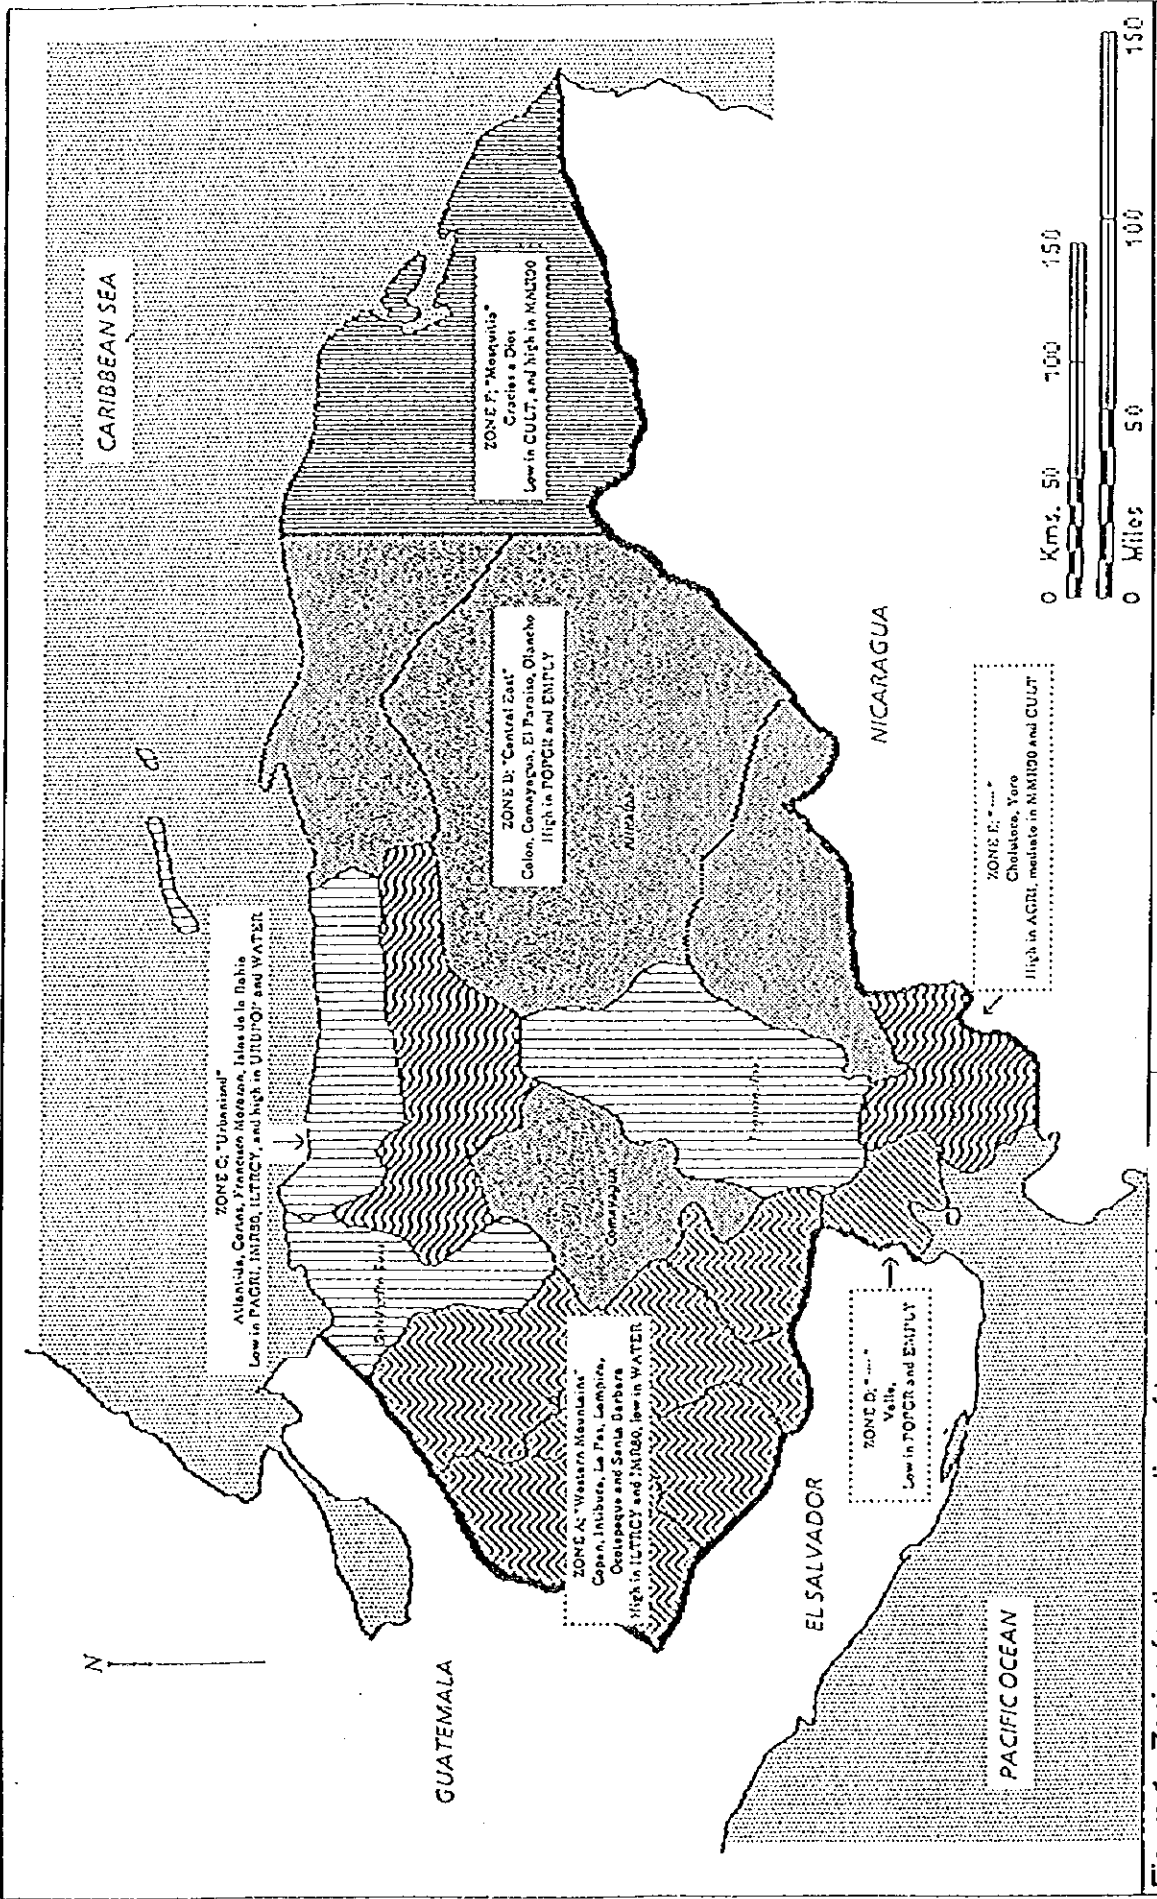 N
CARIBBEAN SEA
GUATEMALA
EL SALVADOR
NICARAGUA
PACIFIC OCEAN
ZONE C; "Urbanized"
Atlantida, Cortes, Francisco Morazan, Islas de la Bahia
Low in PAGRI, IMR80, ILTRCY, and high in URBPOP and WATER
ZONE F; "Mosquitia"
Gracias a Dios
Low in CULT, and high in
ZONE D; "Central East"
Colon, Comayagua, El Paraiso, Olancho
High in POPGR and EMPLY
ZONE A; "Western Mountains"
Copan, Intibuca, La Paz, Lempira,
Ocotepeque and Santa Barbara
High in ILTRCY and IMR80, low in WATER
ZONE D; "----"
Valle,
Low in POPGR and EMPLY
ZONE E; "----"
Choluteca, Yoro
High in AGRI, mediate in and CULT
Comayagua
0 Kms. 50 100 150
0 Miles 50 100 150